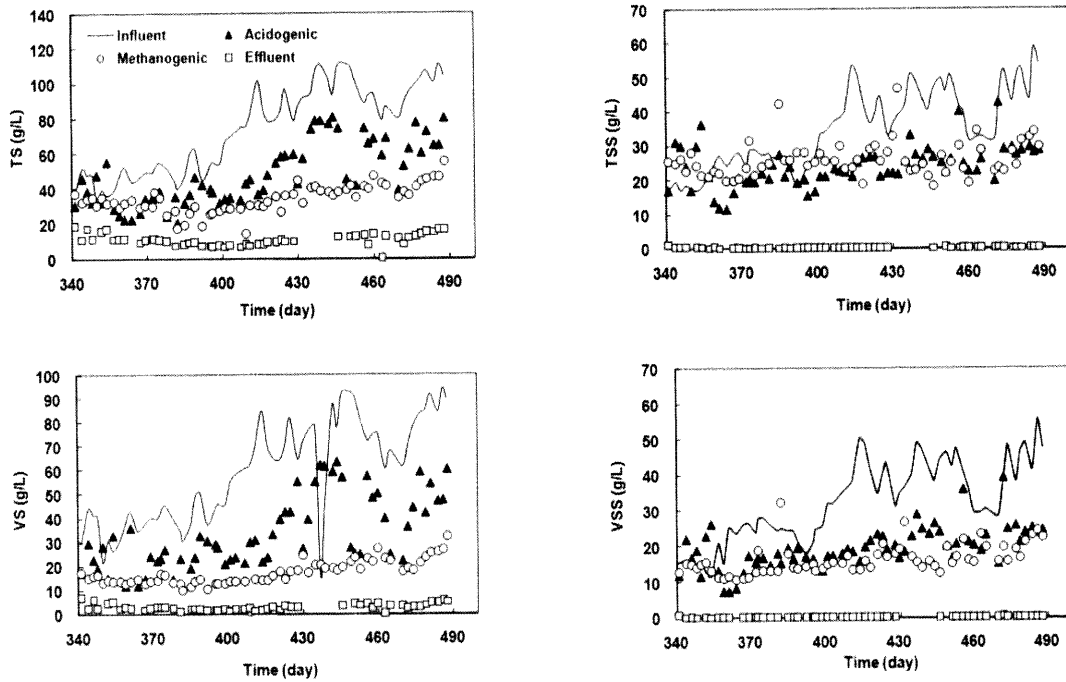 140
120
100
80
60
40
20
0
TS (g/L)
Influent
Acidogenic
Methanogenic
Effluent
340 370 400 430 460 490
Time (day)
70
60
50
40
30
20
10
0
TSS (g/L)
340 370 400 430 460 490
Time (day)
100
90
80
70
60
50
40
30
20
10
0
VS (g/L)
340 370 400 430 460 490
Time (day)
70
60
50
40
30
20
10
0
VSS (g/L)
340 370 400 430 460 490
Time (day)